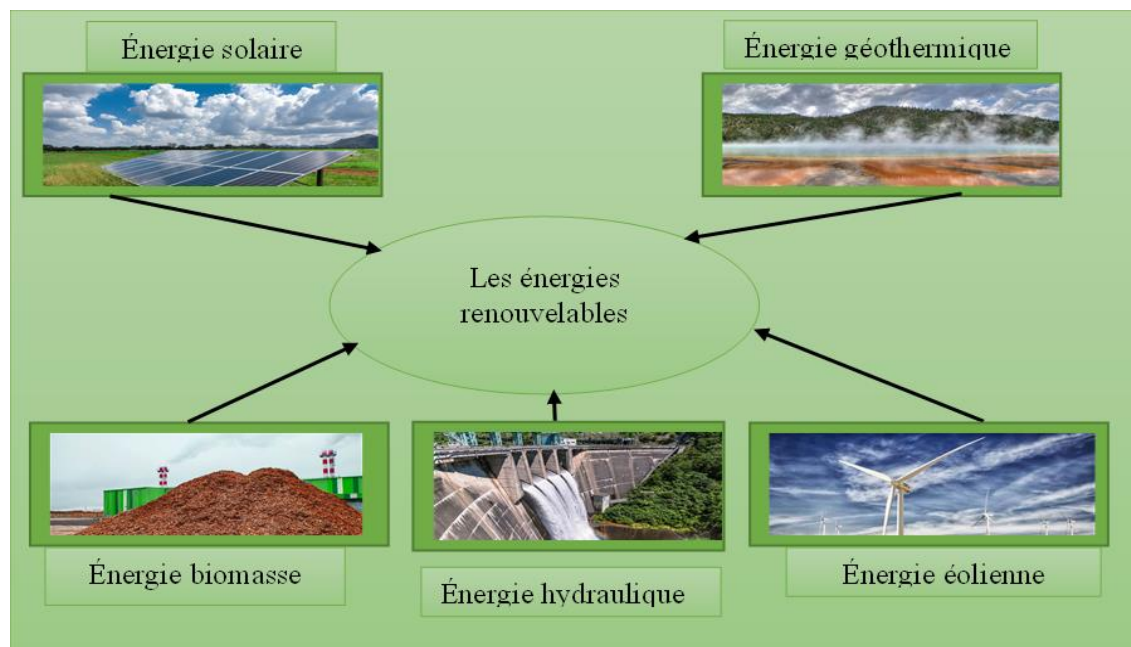 Énergie solaire
Énergie géothermique
Les énergies
renouvelables
Énergie biomasse
Énergie hydraulique
Énergie éolienne